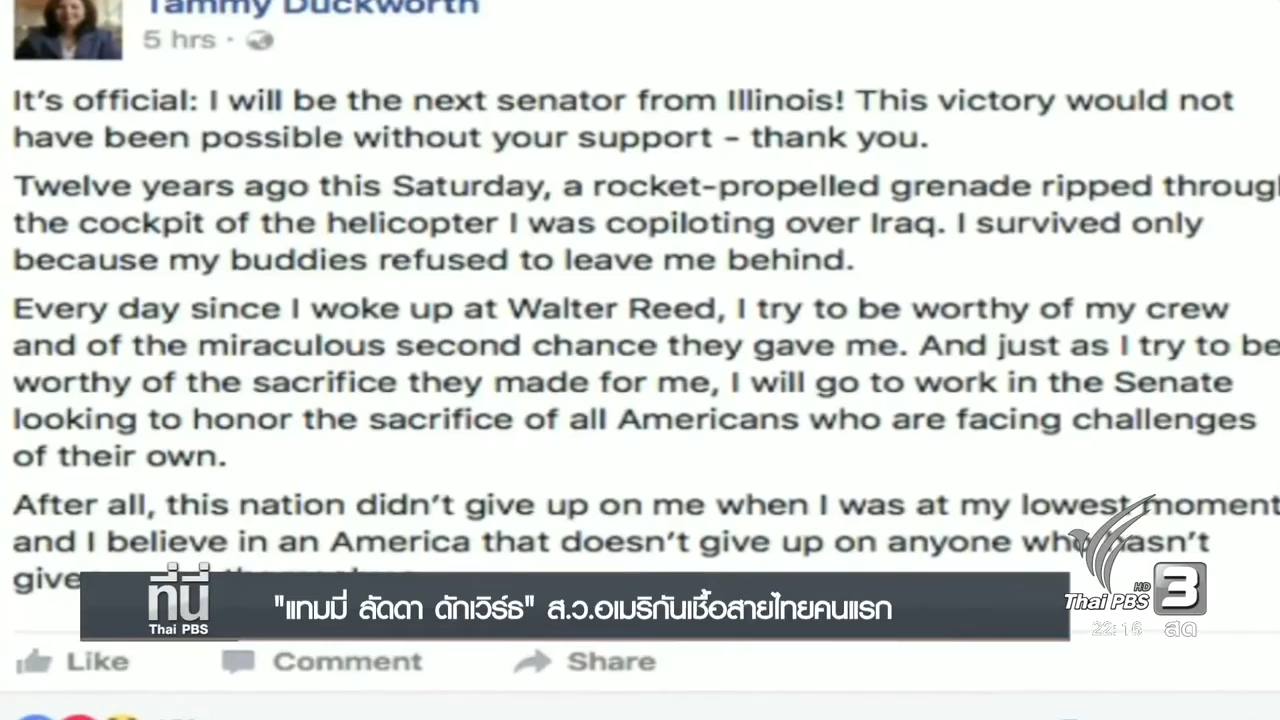 Tammy Duckworth
5 hrs ·
It's official: I will be the next senator from Illinois! This victory would not
have been possible without your support – thank you.
Twelve years ago this Saturday, a rocket-propelled grenade ripped through
the cockpit of the helicopter I was copiloting over Iraq. I survived only
because my buddies refused to leave me behind.
Every day since I woke up at Walter Reed, I try to be worthy of my crew
and of the miraculous second chance they gave me. And just as I try to be
worthy of the sacrifice they made for me, I will go to work in the Senate
looking to honor the sacrifice of all Americans who are facing challenges
of their own.
After all, this nation didn't give up on me when I was at my lowest moment
and I believe in an America that doesn't give up on anyone who hasn't
give
ที่นี่
Thai PBS
"แทมมี่ ลัดดา ดักเวิร์ธ" ส.ว.อเมริกันเชื้อสายไทยคนแรก
Thai PBS HD 3
22:16 สด
Like Comment Share